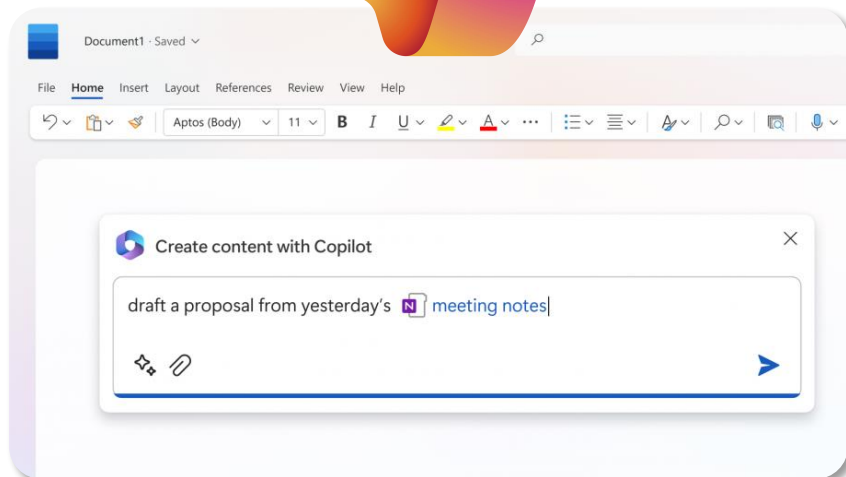 Document1 · Saved
File Home Insert Layout References Review View Help
Aptos (Body) 11 B I U A
Create content with Copilot
draft a proposal from yesterday's N meeting notes